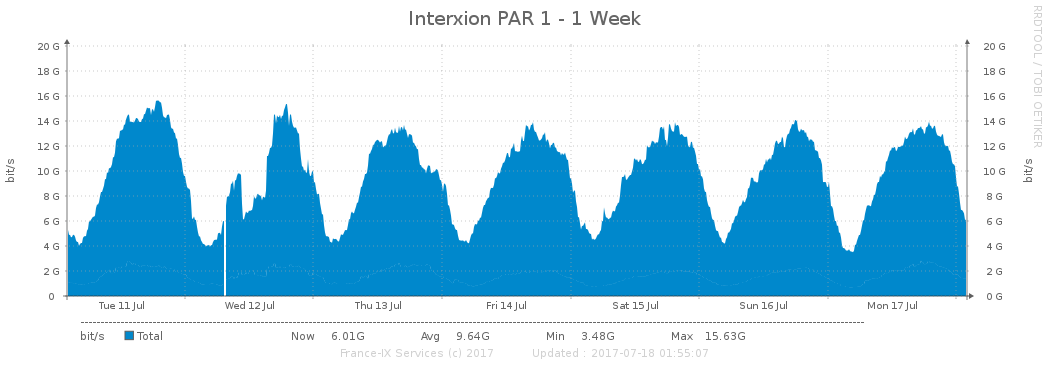 Interxion PAR 1 - 1 Week
RRDTOOL / TOBI OETIKER
bit/s
20 G 20 G
18 G 18 G
16 G 16 G
14 G 14 G
12 G 12 G
10 G 10 G
8 G 8 G
6 G 6 G
4 G 4 G
2 G 2 G
0 0 G
bit/s
Tue 11 Jul Wed 12 Jul Thu 13 Jul Fri 14 Jul Sat 15 Jul Sun 16 Jul Mon 17 Jul
bit/s Total Now 6.01G Avg 9.64G Min 3.48G Max 15.63G
France-IX Services (c) 2017 Updated : 2017-07-18 01:55:07